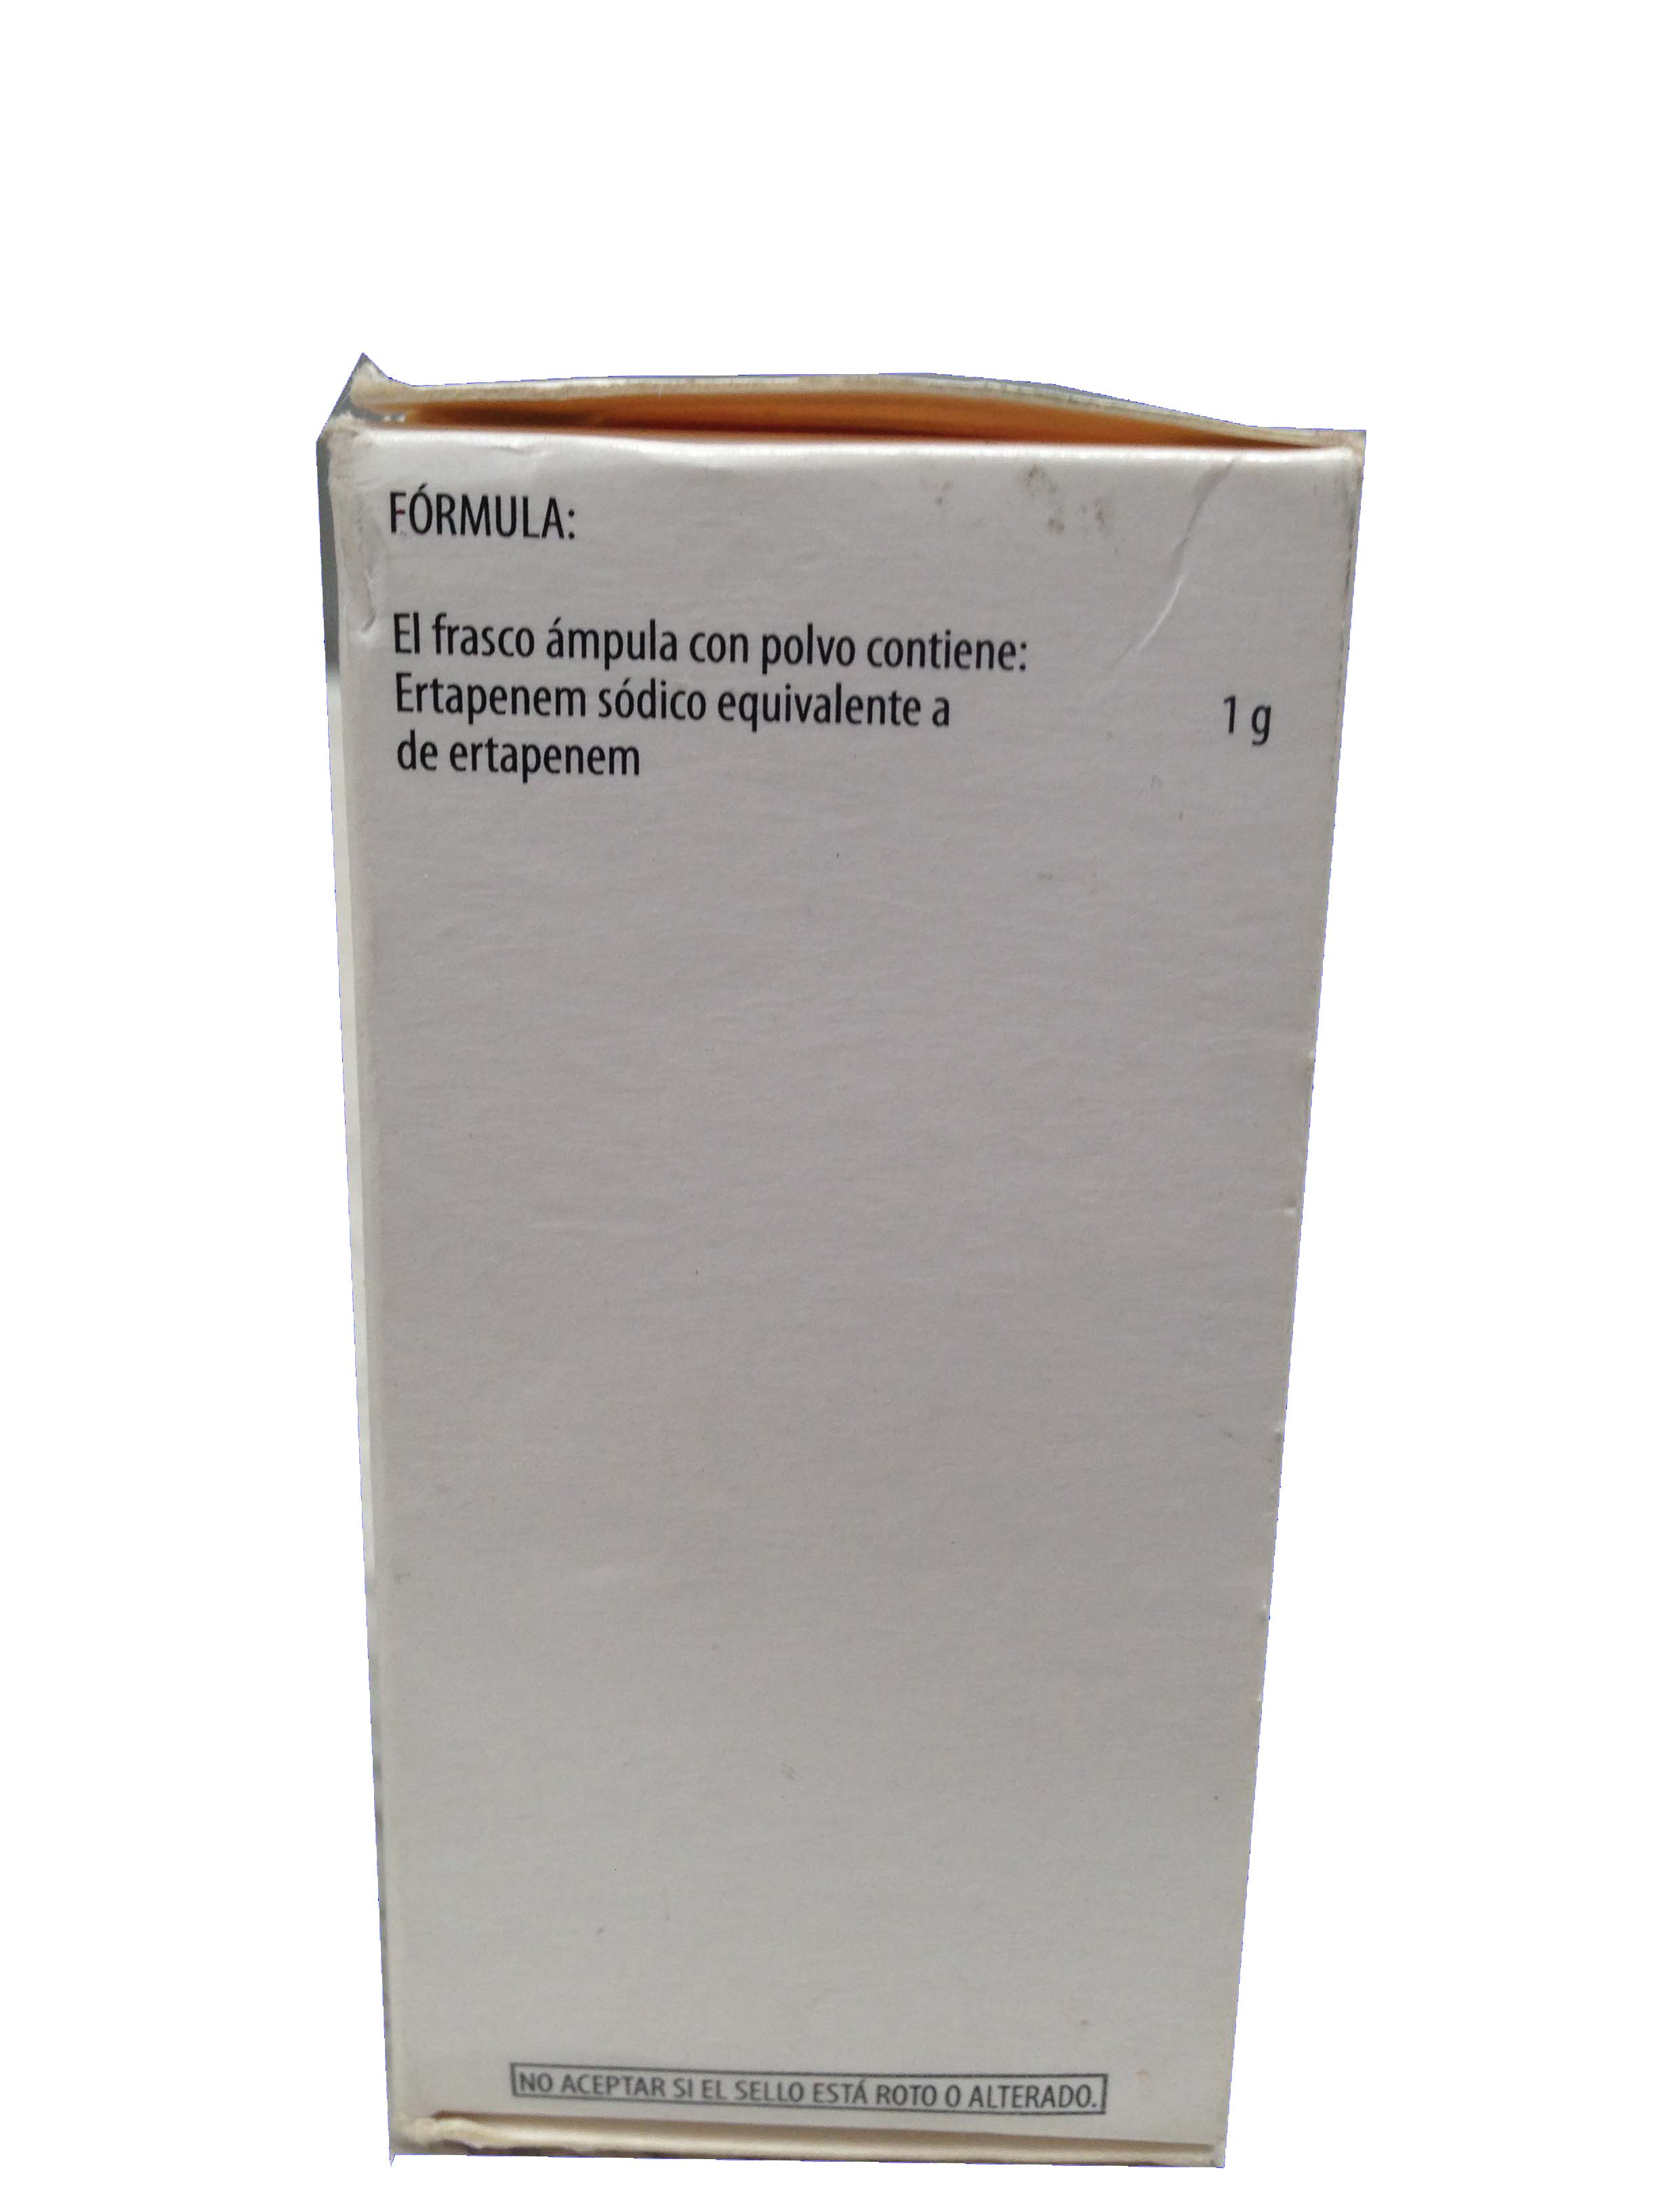 FÓRMULA:
El frasco ámpula con polvo contiene:
Ertapenem sódico equivalente a 1 g
de ertapenem
NO ACEPTAR SI EL SELLO ESTÁ ROTO O ALTERADO.